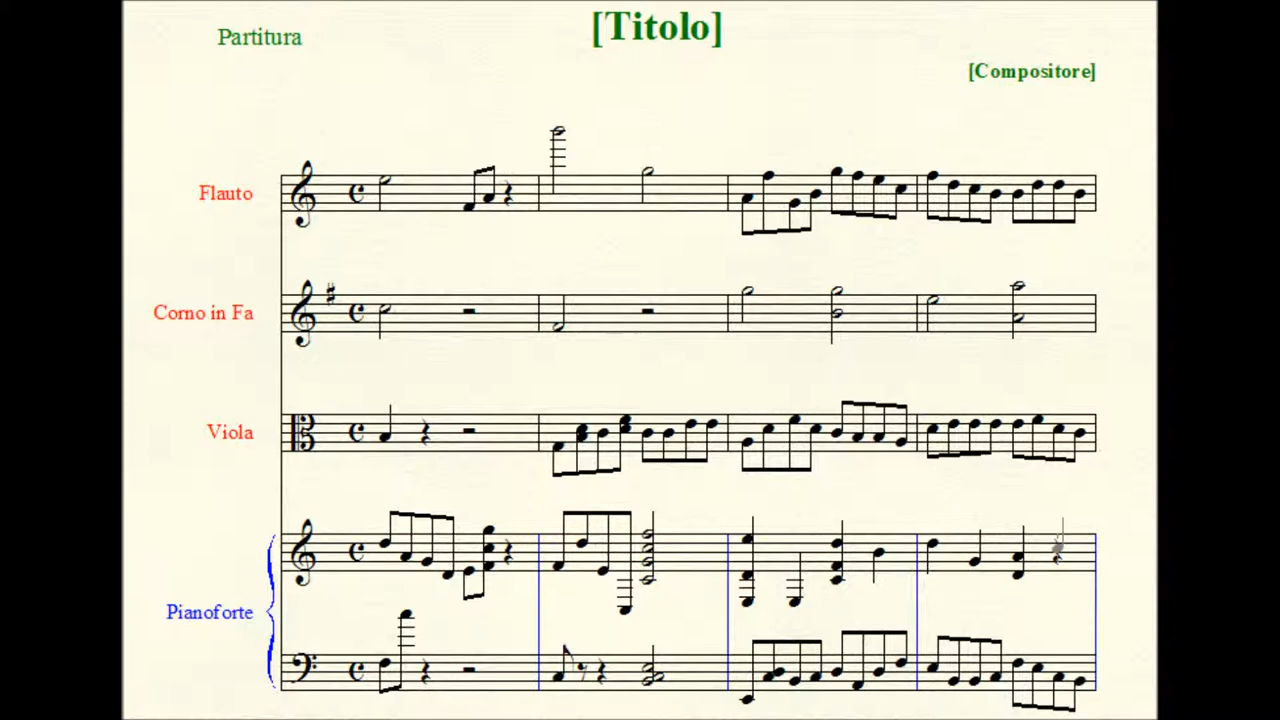 [Titolo]
Partitura
[Compositore]
Flauto
Corno in Fa
Viola
Pianoforte